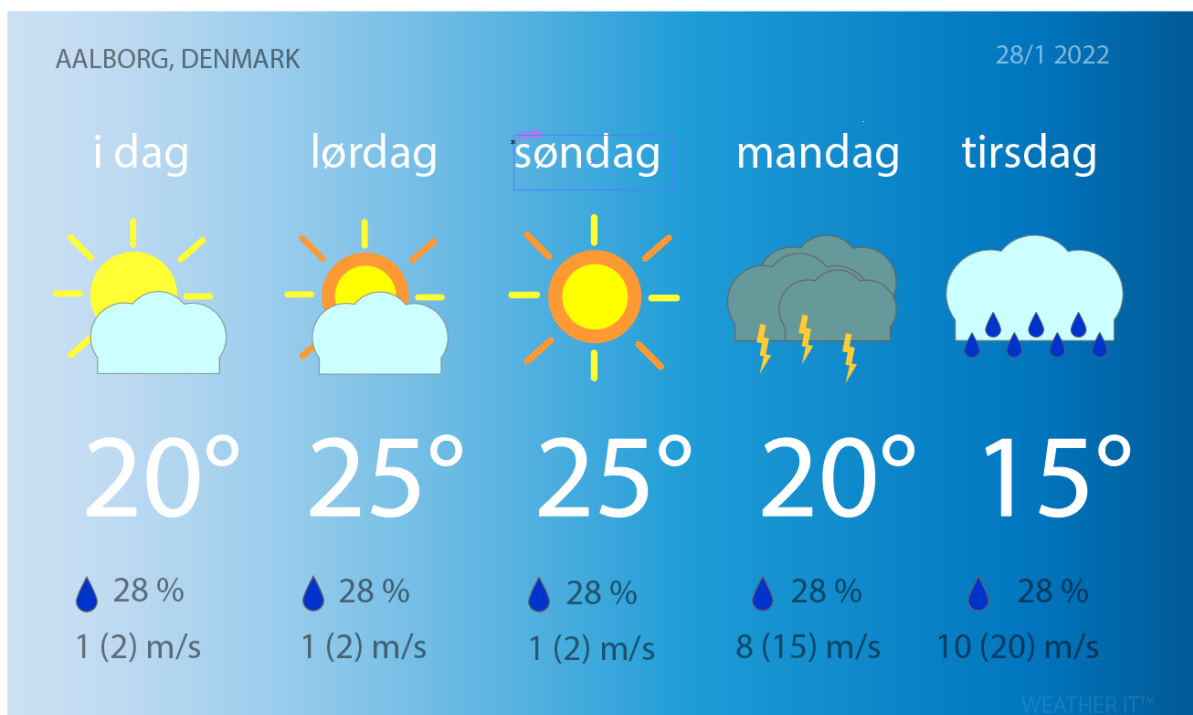 AALBORG, DENMARK
28/1 2022
i dag
lørdag
søndag
mandag
tirsdag
20°
25°
25°
20°
15°
28 %
28 %
28 %
28 %
28 %
1 (2) m/s
1 (2) m/s
1 (2) m/s
8 (15) m/s
10 (20) m/s
WEATHER IT™